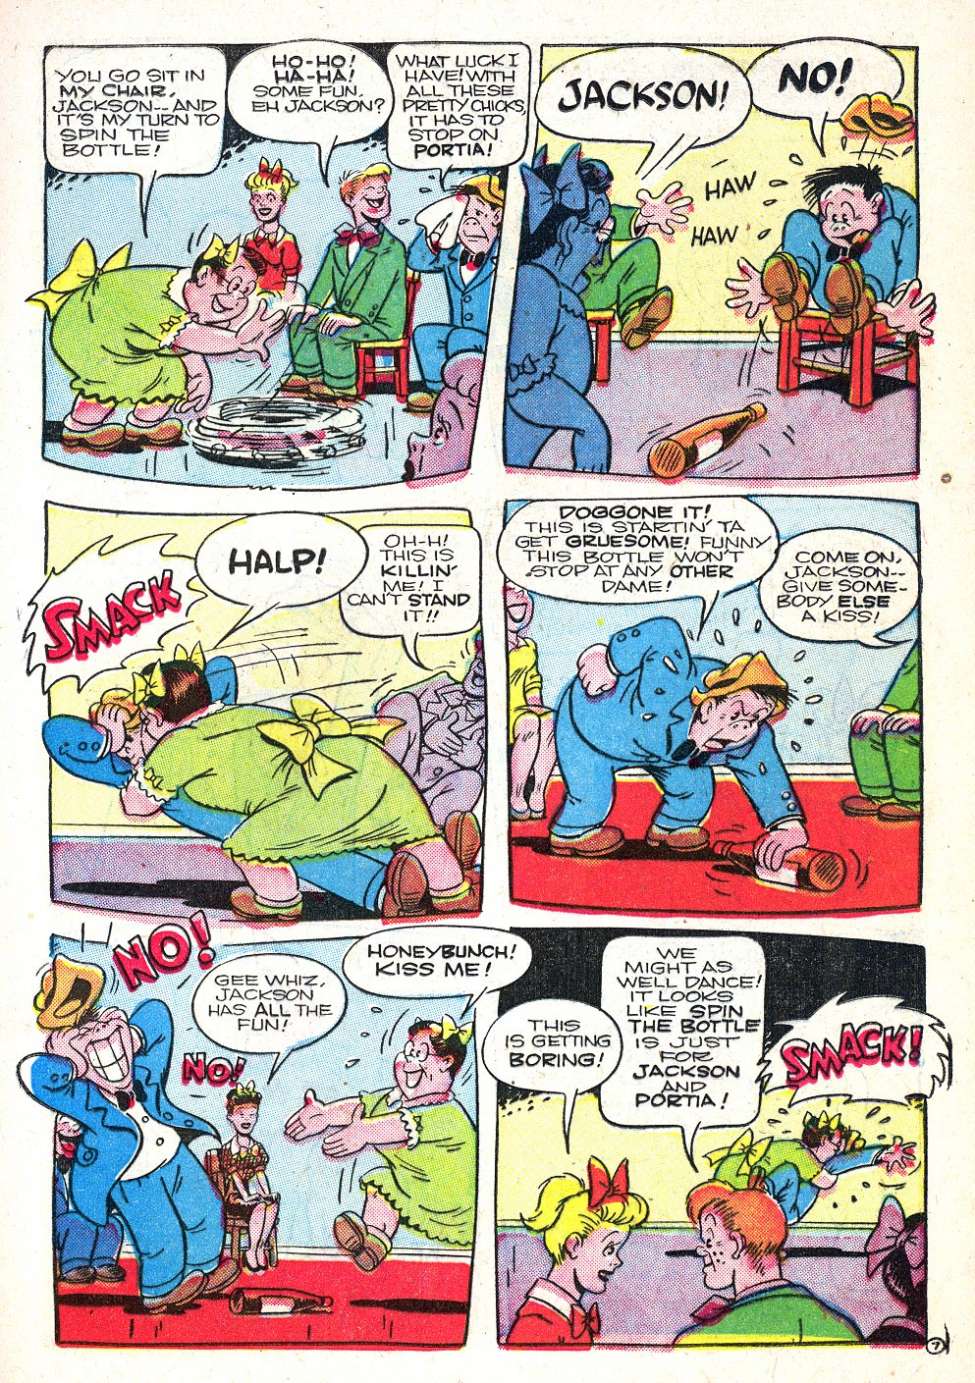 YOU GO SIT IN
MY CHAIR,
JACKSON--AND
IT'S MY TURN TO
SPIN THE
BOTTLE!
HO-HO!
HA-HA!
SOME FUN,
EH JACKSON?
WHAT LUCK I
HAVE! WITH
ALL THESE
PRETTY CHICKS,
IT HAS TO
STOP ON
PORTIA!
JACKSON!
NO!
HAW
HAW
SMACK
HALP!
OH-H!
THIS IS
KILLIN'
ME! I
CAN'T STAND
IT!!
DOGGONE IT!
THIS IS STARTIN' TA
GET GRUESOME! FUNNY
THIS BOTTLE WON'T
STOP AT ANY OTHER
DAME!
COME ON,
JACKSON--
GIVE SOME-
BODY ELSE
A KISS!
NO!
NO!
GEE WHIZ,
JACKSON
HAS ALL THE
FUN!
HONEYBUNCH!
KISS ME!
THIS
IS GETTING
BORING!
WE
MIGHT AS
WELL DANCE!
IT LOOKS
LIKE SPIN
THE BOTTLE
IS JUST
FOR
JACKSON
AND
PORTIA!
SMACK!
7